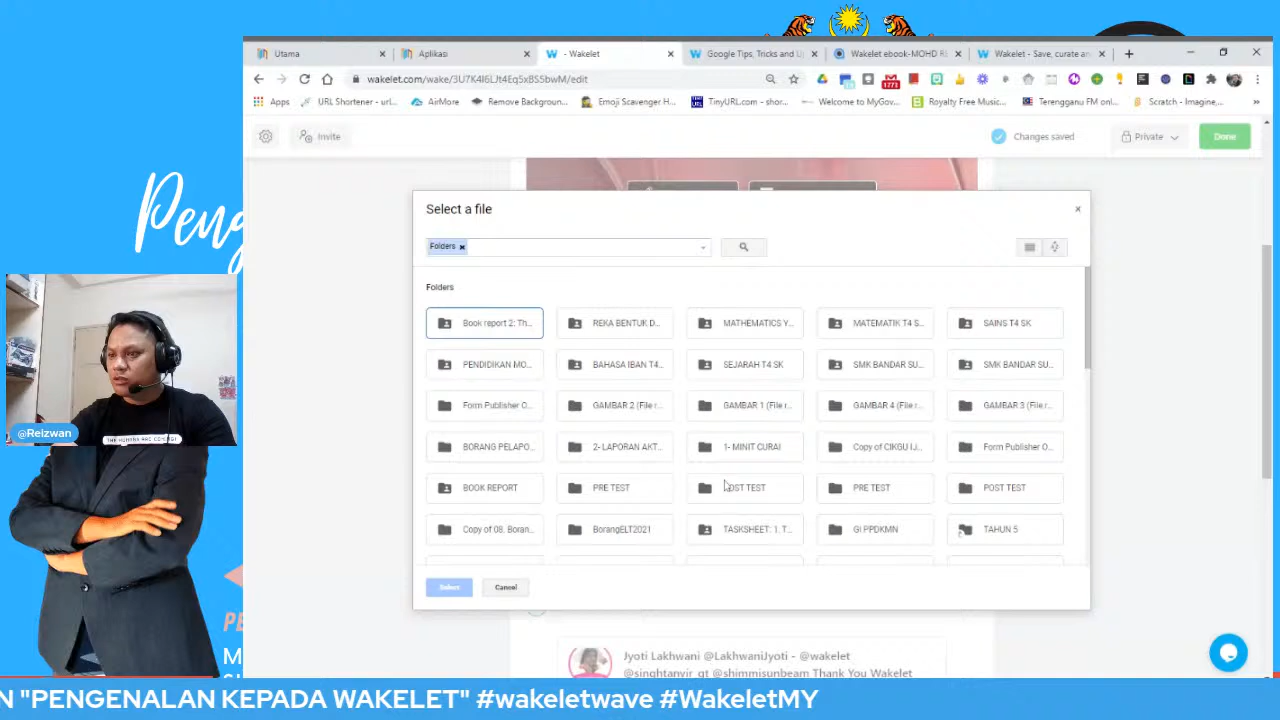 Utama
Aplikasi
- Wakelet
Google Tips, Tricks and U
Wakelet ebook-MOHD R
Wakelet - Save, curate an
wakelet.com/wake/
Apps
URL Shortener - url...
AirMore
Remove Backgroun...
Emoji Scavenger H...
TinyURL.com - shor...
Welcome to MyGov...
Royalty Free Music...
Terengganu FM onl...
Scratch - Imagine,...
Invite
Changes saved
Private
Done
Peng
Select a file
Folders
Folders
Book report 2: Th...
REKA BENTUK D...
MATHEMATICS Y...
MATEMATIK T4 S...
SAINS T4 SK
PENDIDIKAN MO...
BAHASA IBAN T4...
SEJARAH T4 SK
SMK BANDAR SU...
SMK BANDAR SU...
Form Publisher O...
GAMBAR 2 (File r...
GAMBAR 1 (File r...
GAMBAR 4 (File r...
GAMBAR 3 (File r...
BORANG PELAPO...
2- LAPORAN AKT...
1- MINIT CURAI
Copy of CIKGU I.j...
Form Publisher O...
BOOK REPORT
PRE TEST
POST TEST
PRE TEST
POST TEST
Copy of 08. Boran...
BorangELT2021
TASKSHEET: 1. T...
GI PPDKMN
TAHUN 5
Select
Cancel
@Reizwan
THE HUMANS ARE COMING!
Jyoti Lakhwani @LakhwaniJyoti - @wakelet
@singhtanvir_gt @shimmisunbeam Thank You Wakelet
N "PENGENALAN KEPADA WAKELET" #wakeletwave #WakeletMY